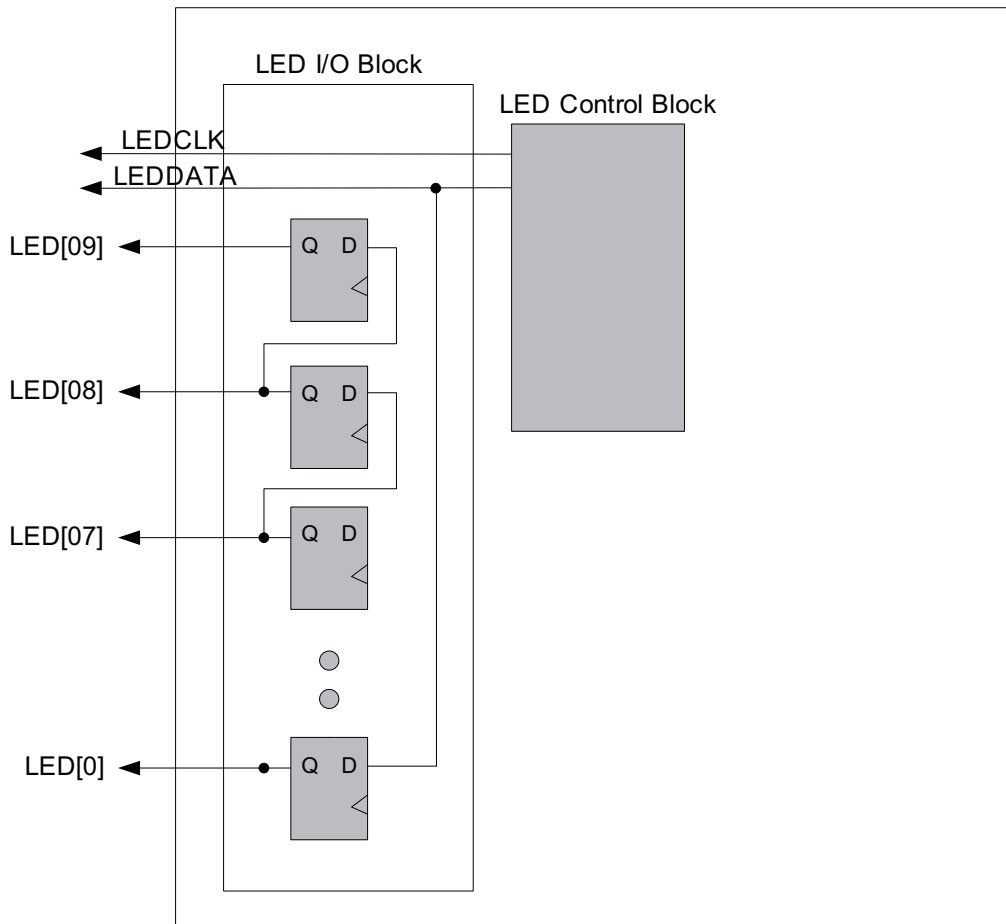 LED I/O Block
LED Control Block
LEDCLK
LEDDATA
LED[09]
Q D
LED[08]
Q D
LED[07]
Q D
LED[0]
Q D